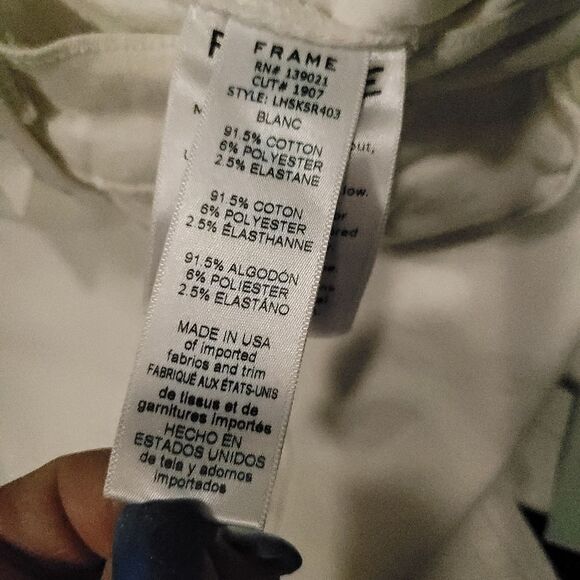 FRAME
RN# 139021
CUT# 1907
STYLE: LHSKSR403
BLANC
91.5% COTTON
6% POLYESTER
2.5% ELASTANE
91.5% COTON
6% POLYESTER
2.5% ÉLASTHANNE
91.5% ALGODÓN
6% POLIESTER
2.5% ELASTANO
MADE IN USA
of imported
fabrics and trim
FABRIQUÉ AUX ÉTATS-UNIS
de tissus et de
garnitures importés
HECHO EN
ESTADOS UNIDOS
de tela y adornos
importados